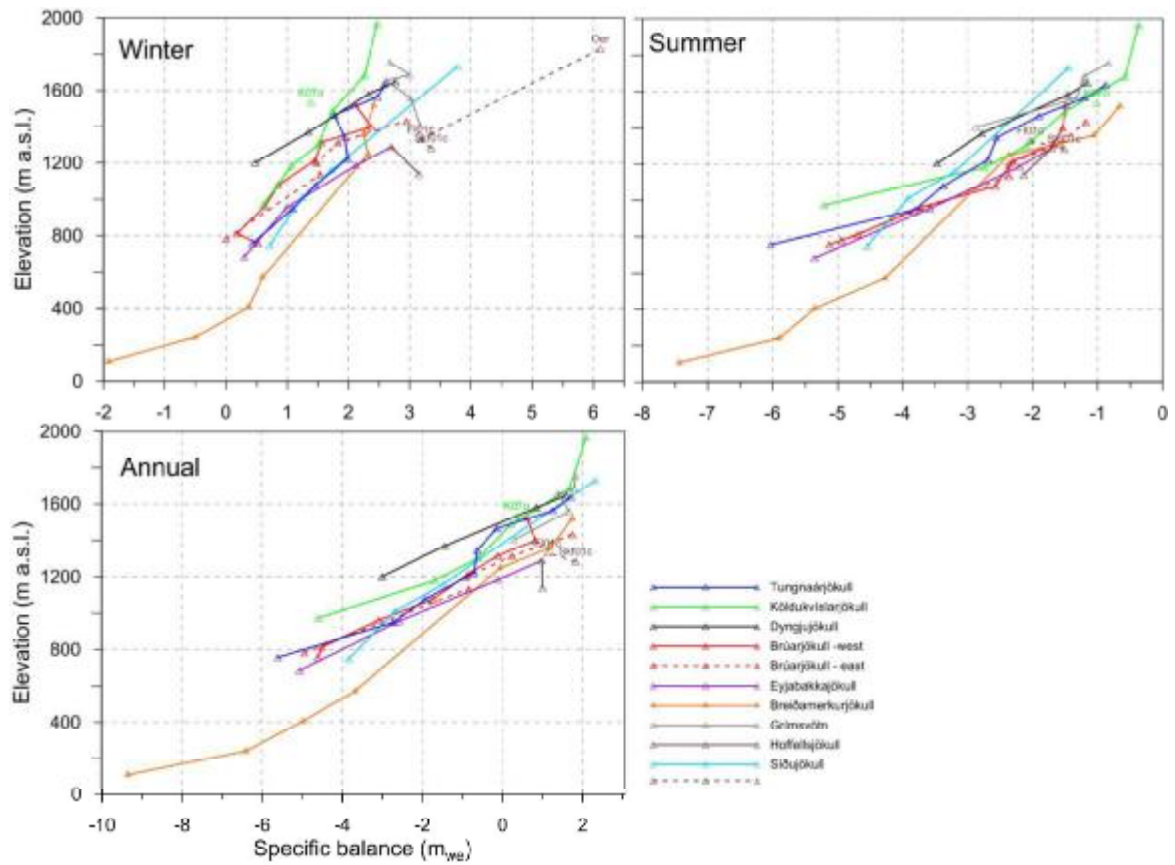 Winter
Summer
Elevation (m a.s.l.)
2000
1600
1200
800
400
0
-2
-1
0
1
2
3
4
5
6
-8
-7
-6
-5
-4
-3
-2
-1
0
Annual
Elevation (m a.s.l.)
2000
1600
1200
800
400
0
-10
-8
-6
-4
-2
0
2
Specific balance (mwe)
Tungnaárjökull
Köldukvíslarjökull
Dyngjujökull
Brúarjökull -west
Brúarjökull - east
Eyjabakkajökull
Breiðamerkurjökull
Grímsvötn
Hoffellsjökull
Síðujökull